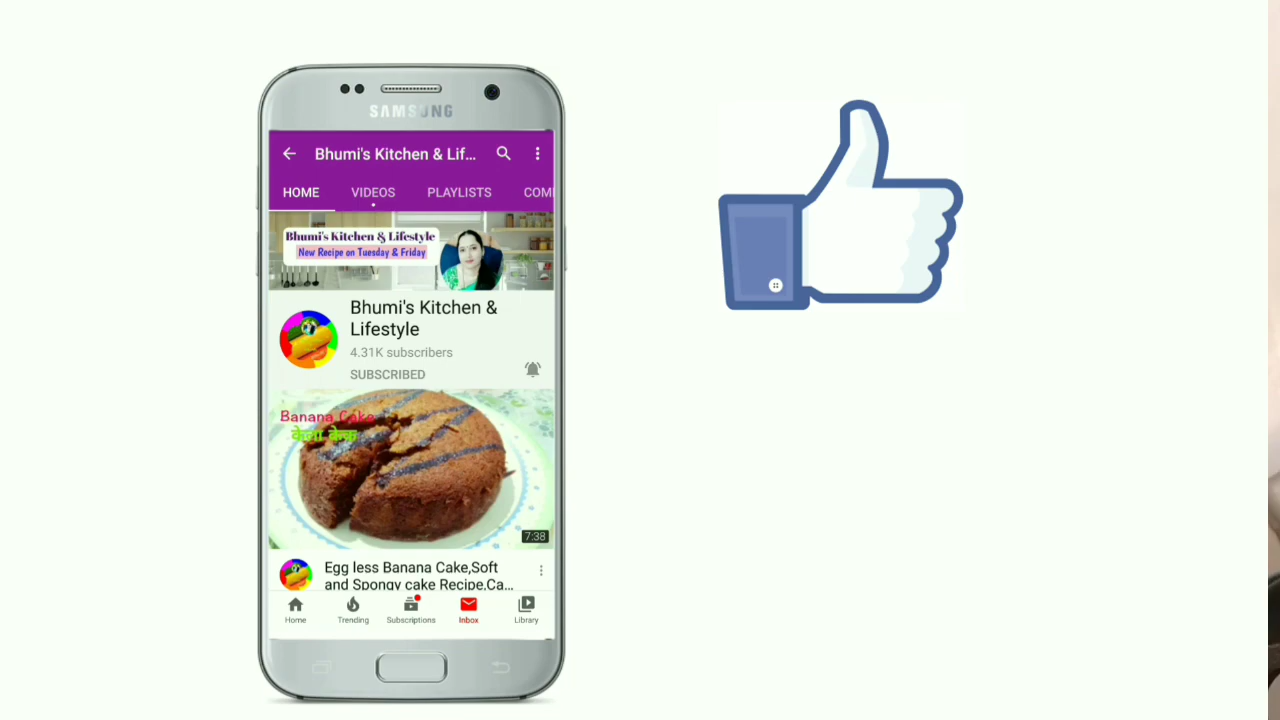 SAMSUNG
Bhumi's Kitchen & Lif...
HOME VIDEOS PLAYLISTS COM
Bhumi's Kitchen & Lifestyle
New Recipe on Tuesday & Friday
Bhumi's Kitchen &
Lifestyle
4.31K subscribers
SUBSCRIBED
Banana Cake
केला केक
7:38
Egg less Banana Cake,Soft
and Spongy cake Recipe,Ca...
Home Trending Subscriptions Inbox Library